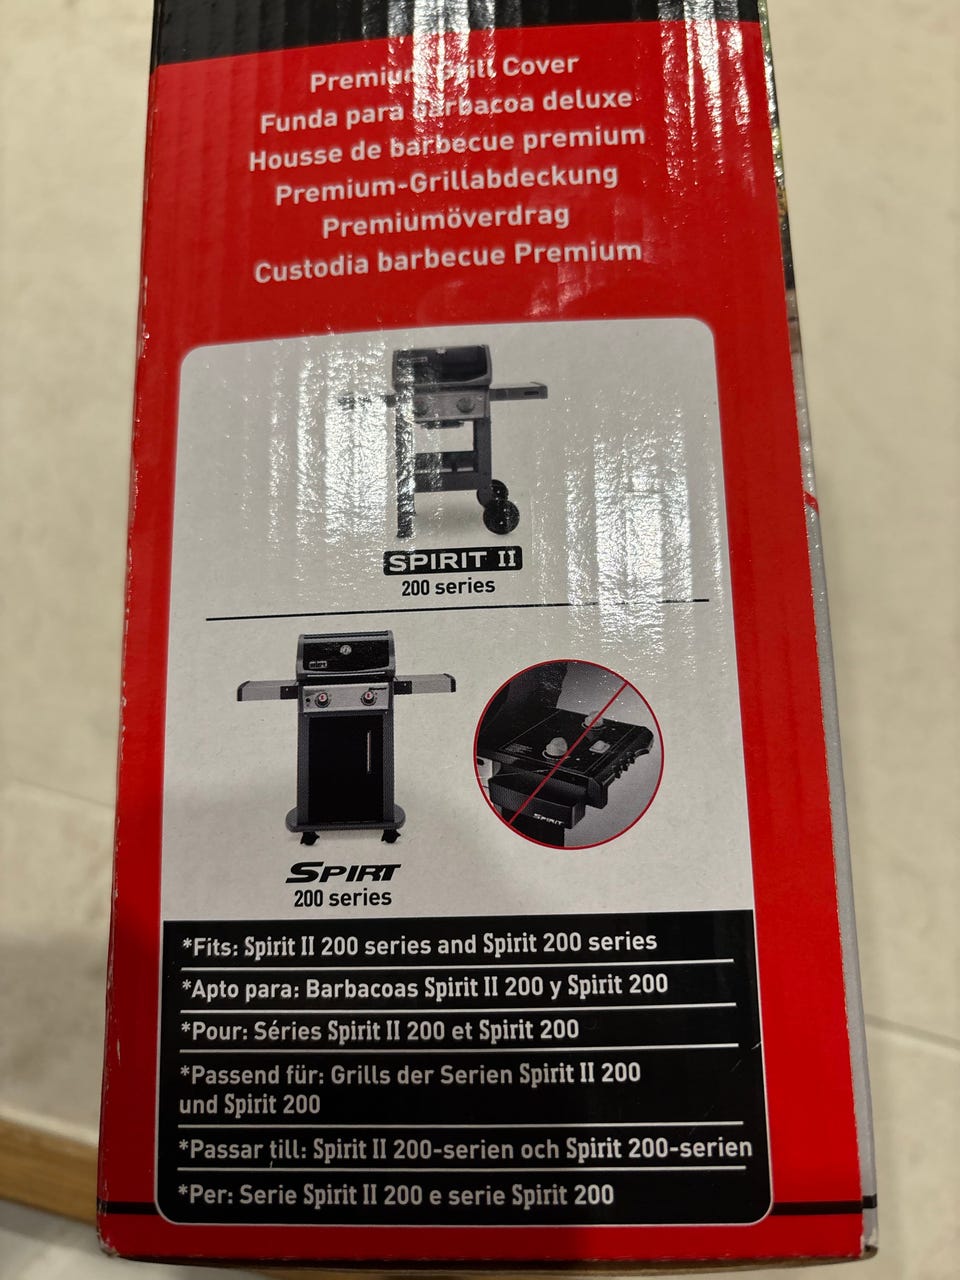 Premium Grill Cover
Funda para barbacoa deluxe
Housse de barbecue premium
Premium-Grillabdeckung
Premiumöverdrag
Custodia barbecue Premium
SPIRIT II
200 series
weber
SPIRIT
SPIRT
200 series
*Fits: Spirit II 200 series and Spirit 200 series
*Apto para: Barbacoas Spirit II 200 y Spirit 200
*Pour: Séries Spirit II 200 et Spirit 200
*Passend für: Grills der Serien Spirit II 200
und Spirit 200
*Passar till: Spirit II 200-serien och Spirit 200-serien
*Per: Serie Spirit II 200 e serie Spirit 200